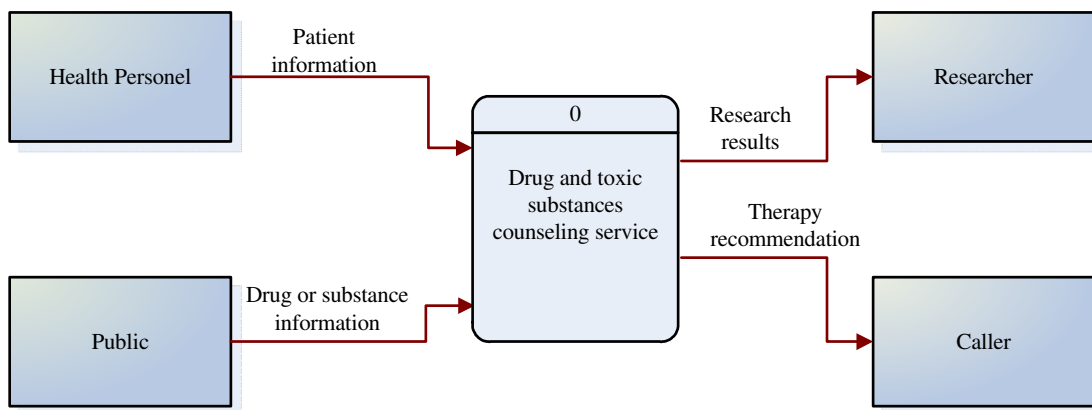 Health Personel
Patient
information
Researcher
0
Research
results
Drug and toxic
substances
counseling service
Therapy
recommendation
Public
Drug or substance
information
Caller